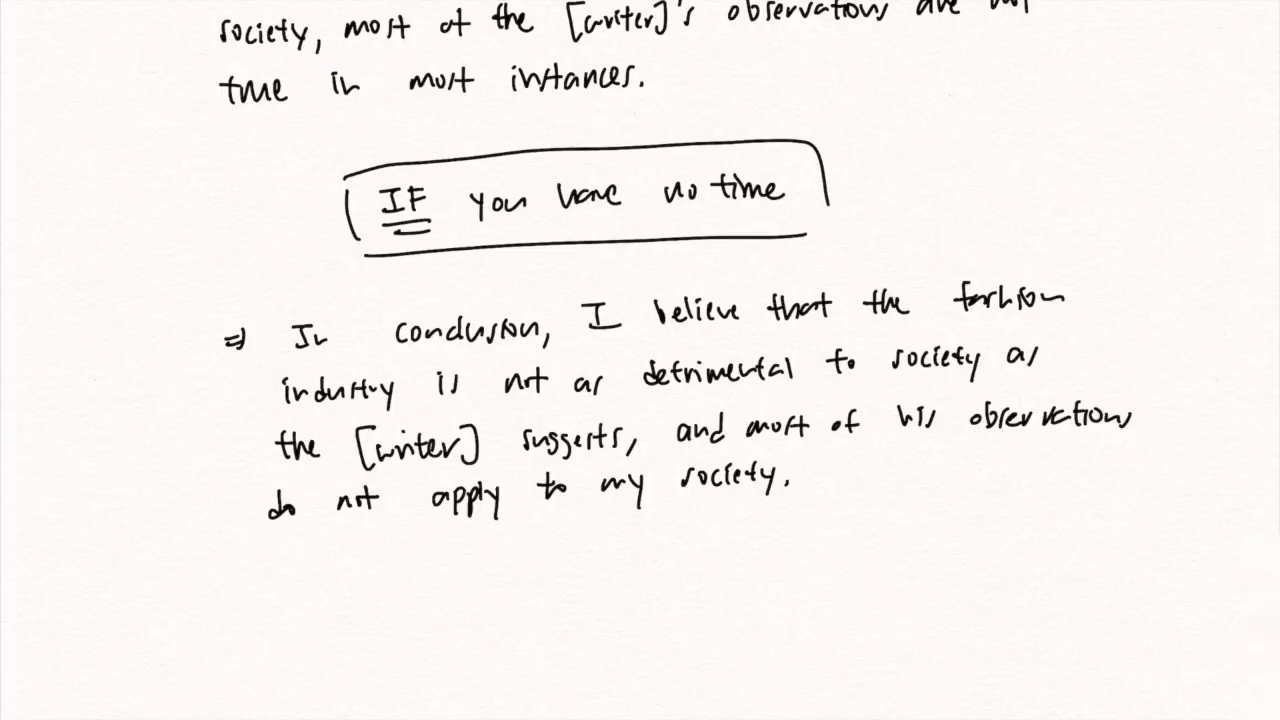 society, most of the [writer]'s observations are not
true in most instances.
IF you have no time
⇒ In conclusion, I believe that the fashion
industry is not as detrimental to society as
the [writer] suggests, and most of his observations
do not apply to my society.